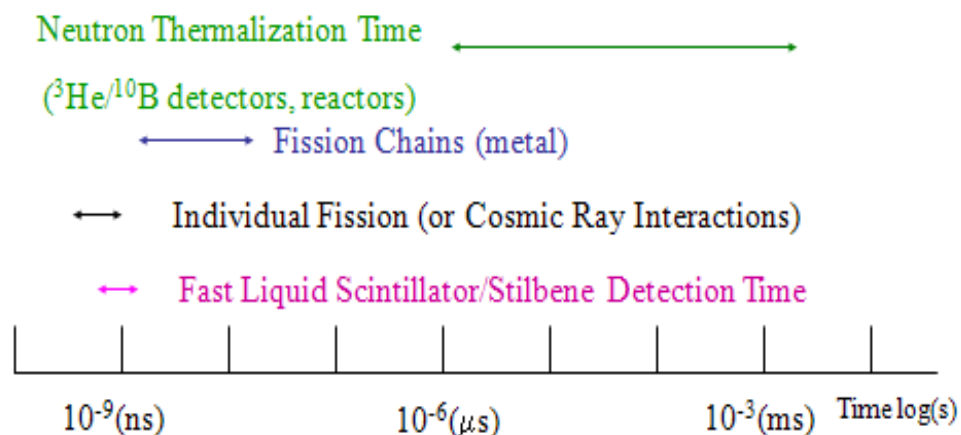 Neutron Thermalization Time
(³He/¹⁰B detectors, reactors)
Fission Chains (metal)
Individual Fission (or Cosmic Ray Interactions)
Fast Liquid Scintillator/Stilbene Detection Time
10⁻⁹(ns) 10⁻⁶(μs) 10⁻³(ms) Time log(s)